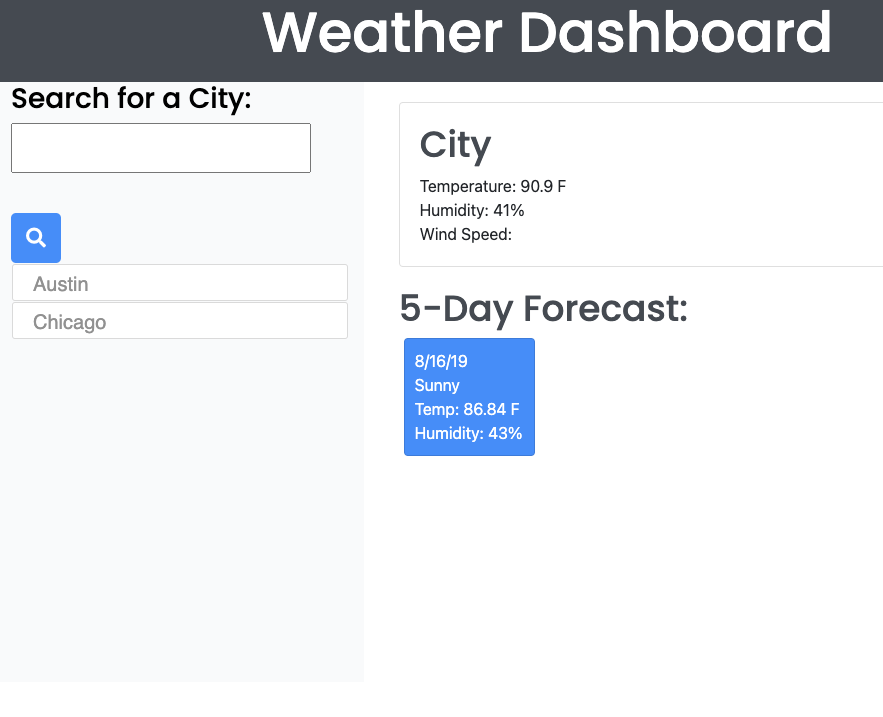 Weather Dashboard
Search for a City:
Austin
Chicago
City
Temperature: 90.9 F
Humidity: 41%
Wind Speed:
5-Day Forecast:
8/16/19
Sunny
Temp: 86.84 F
Humidity: 43%